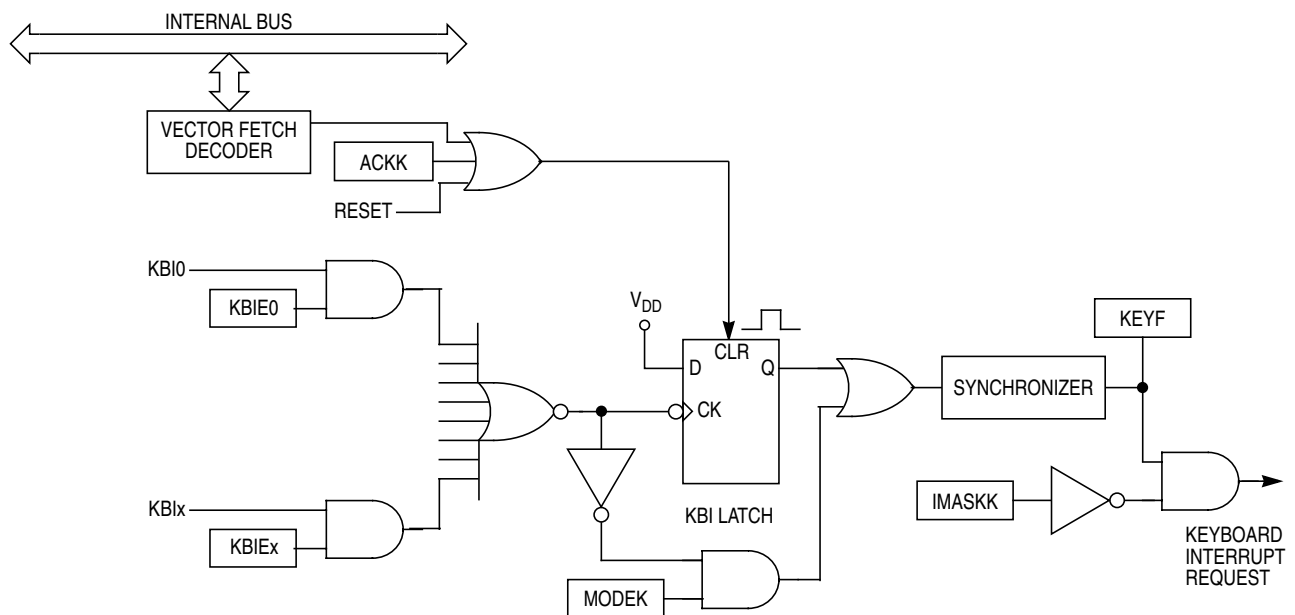 INTERNAL BUS
VECTOR FETCH
DECODER
ACKK
RESET
KBI0
KBIE0
VDD
CLR
D
Q
CK
KBI LATCH
KEYF
SYNCHRONIZER
IMASKK
KBIx
KBIEx
MODEK
KEYBOARD
INTERRUPT
REQUEST